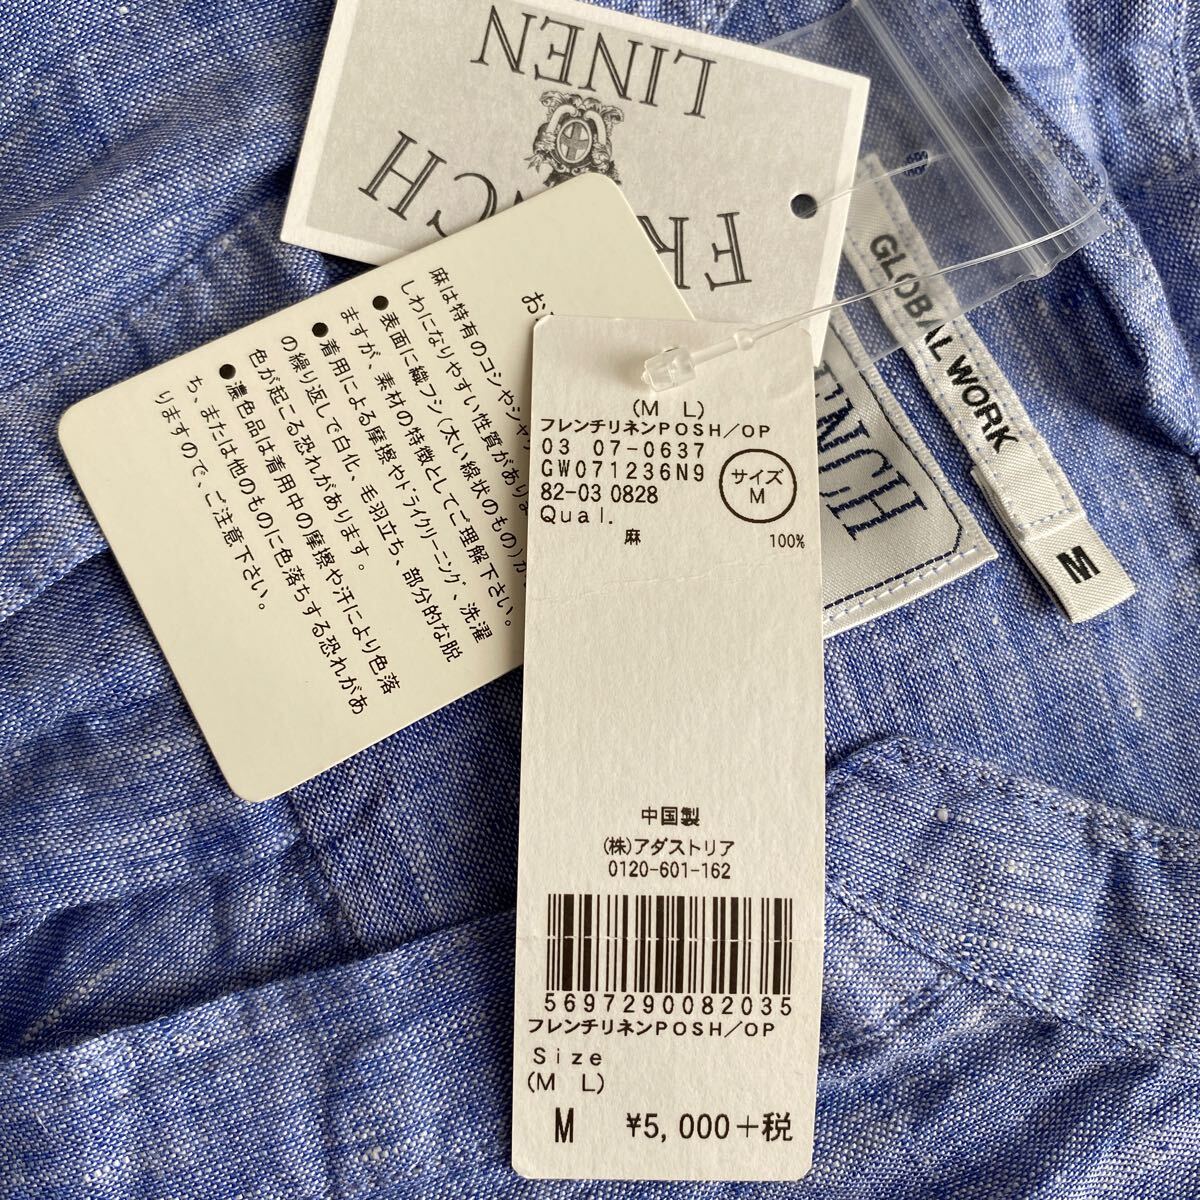 FR
NCH
LINEN
GLOBAL WORK
M
ENCH
お
麻は特有のコシやシャ
しわになりやすい性質があります
●表面に織フシ(太い線状のもの)が
ますが、素材の特徴としてご理解下さい。
●着用による摩擦やドライクリーニング、洗濯
の繰り返しで白化、毛羽立ち、部分的な脱
色が起こる恐れがあります。
●濃色品は着用中の摩擦や汗により色落
ち、または他のものに色落ちする恐れがあ
りますので、ご注意下さい。
(M L)
フレンチリネンPOSH/OP
03 07-0637
GW071236N9
82-03 0828
サイズ
M
Qual.
麻 100%
中国製
(株)アダストリア
0120-601-162
5697290082035
フレンチリネンPOSH/OP
Size
(M L)
M ¥5,000+税